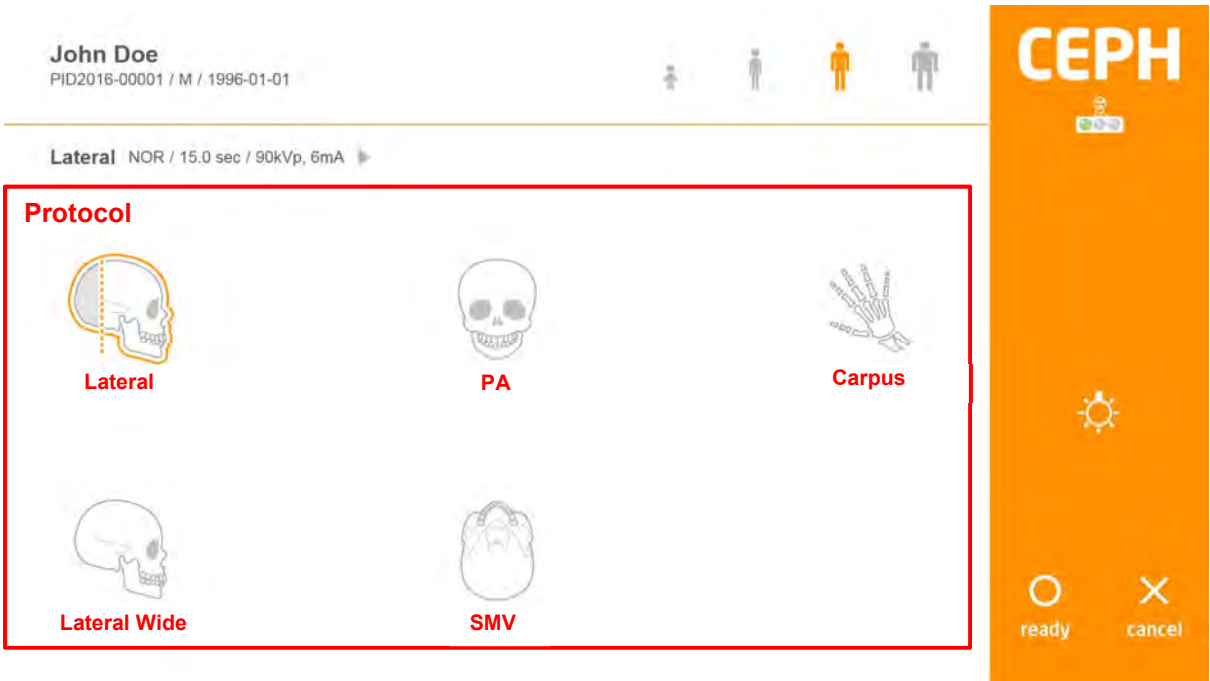 John Doe
PID2016-00001 / M / 1996-01-01
CEPH
Lateral NOR / 15.0 sec / 90kVp, 6mA
Protocol
Lateral
PA
Carpus
Lateral Wide
SMV
ready
cancel